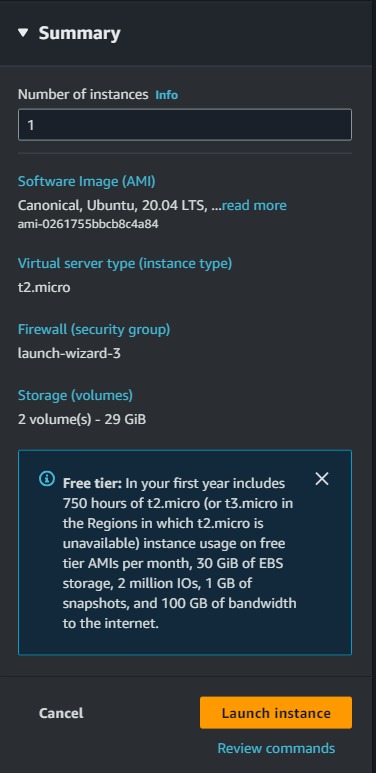 Summary
Number of instances Info
1
Software Image (AMI)
Canonical, Ubuntu, 20.04 LTS, ...read more
ami-0261755bbcb8c4a84
Virtual server type (instance type)
t2.micro
Firewall (security group)
launch-wizard-3
Storage (volumes)
2 volume(s) - 29 GiB
Free tier: In your first year includes
750 hours of t2.micro (or t3.micro in
the Regions in which t2.micro is
unavailable) instance usage on free
tier AMIs per month, 30 GiB of EBS
storage, 2 million IOs, 1 GB of
snapshots, and 100 GB of bandwidth
to the internet.
Cancel
Launch instance
Review commands